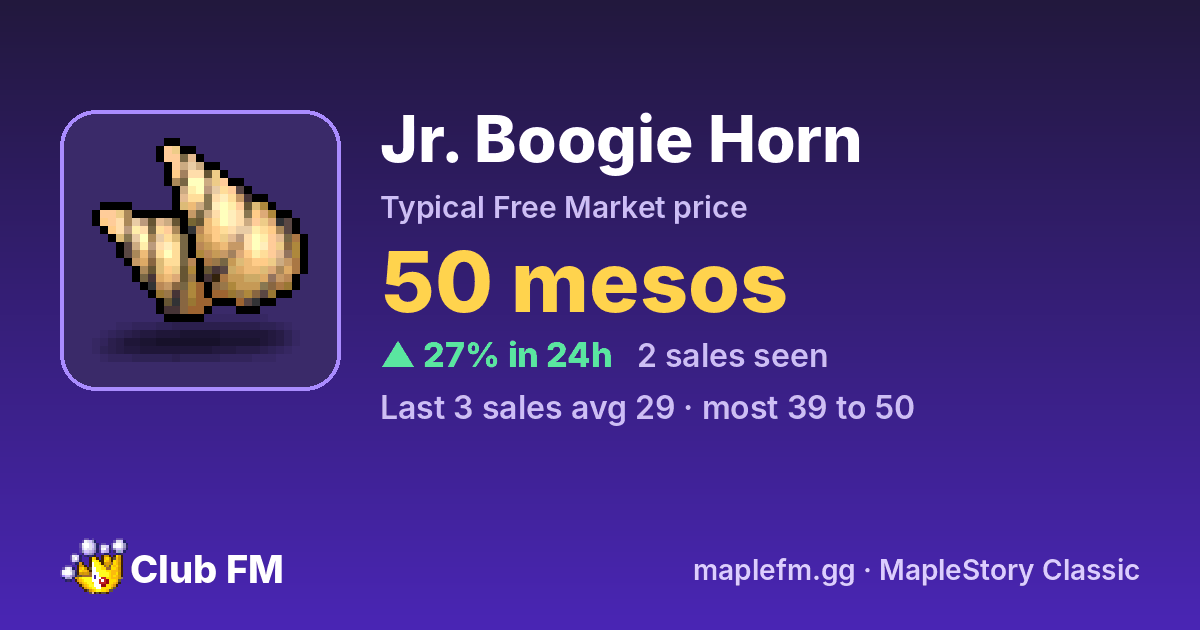 Jr. Boogie Horn
Typical Free Market price
50 mesos
▲ 27% in 24h 2 sales seen
Last 3 sales avg 29 · most 39 to 50
Club FM
maplefm.gg · MapleStory Classic